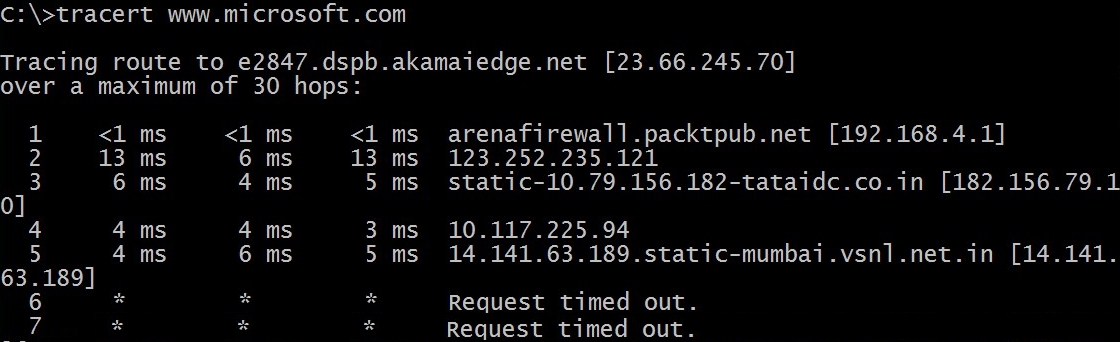 C:\>tracert www.microsoft.com
Tracing route to e2847.dspb.akamaiedge.net [23.66.245.70]
over a maximum of 30 hops:
1 <1 ms <1 ms <1 ms arenafirewall.packtpub.net [192.168.4.1]
2 13 ms 6 ms 13 ms 123.252.235.121
3 6 ms 4 ms 5 ms static-10.79.156.182-tataidc.co.in [182.156.79.1
0]
4 4 ms 4 ms 3 ms 10.117.225.94
5 4 ms 6 ms 5 ms 14.141.63.189.static-mumbai.vsnl.net.in [14.141.
63.189]
6 * * * Request timed out.
7 * * * Request timed out.